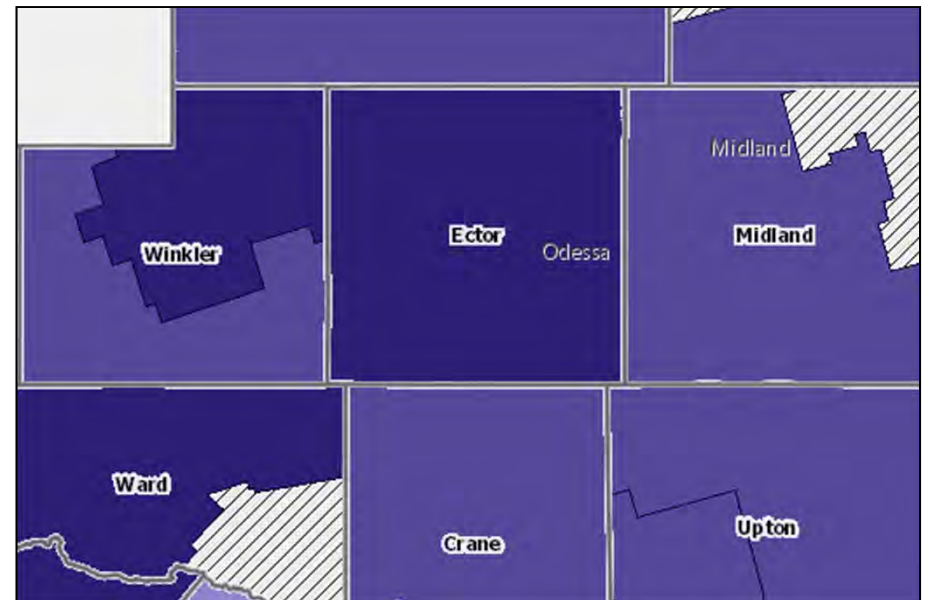 Midland
Ector
Midland
Odessa
Winkler
Ward
Upton
Crane